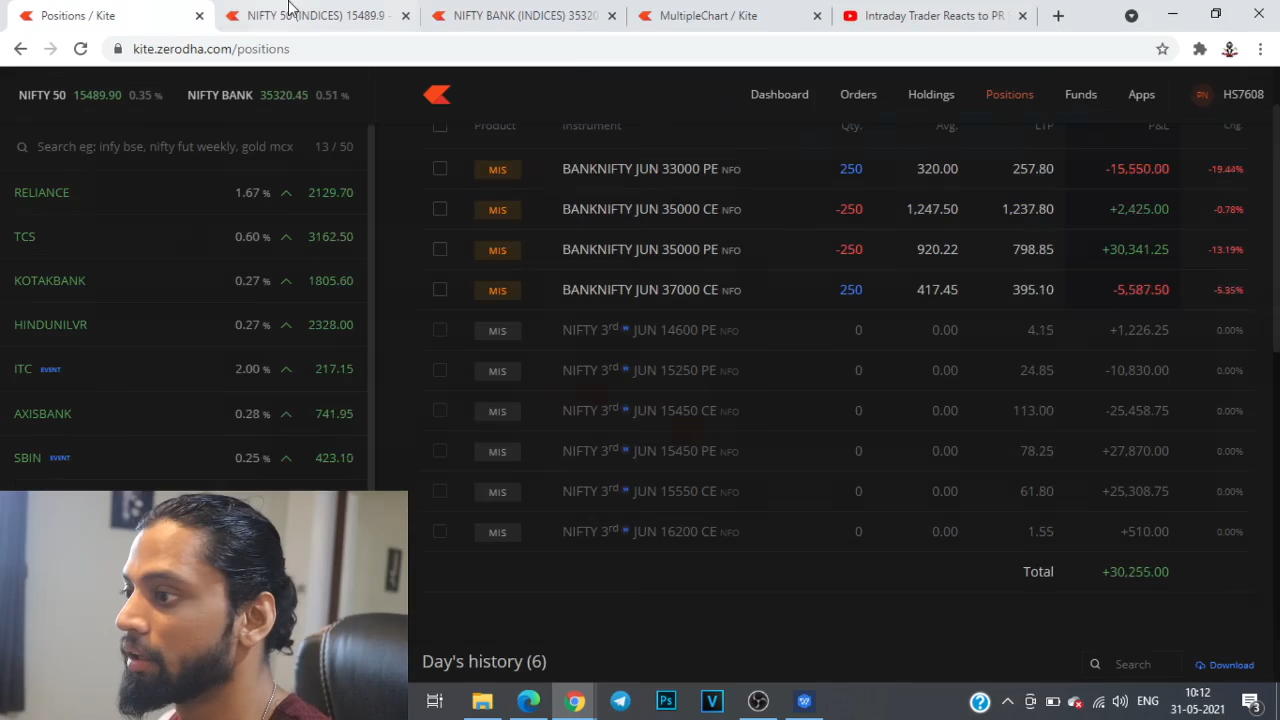 Positions / Kite
NIFTY 50 (INDICES) 15489.9 -
NIFTY BANK (INDICES) 35320
MultipleChart / Kite
Intraday Trader Reacts to PR
kite.zerodha.com/positions
NIFTY 50 15489.90 0.35 % NIFTY BANK 35320.45 0.51 %
Dashboard Orders Holdings Positions Funds Apps PN HS7608
Search eg: infy bse, nifty fut weekly, gold mcx 13 / 50
RELIANCE 1.67 % 2129.70
TCS 0.60 % 3162.50
KOTAKBANK 0.27 % 1805.60
HINDUNILVR 0.27 % 2328.00
ITC EVENT 2.00 % 217.15
AXISBANK 0.28 % 741.95
SBIN EVENT 0.25 % 423.10
Product Instrument Qty. Avg. LTP P&L Chg.
MIS BANKNIFTY JUN 33000 PE NFO 250 320.00 257.80 -15,550.00 -19.44%
MIS BANKNIFTY JUN 35000 CE NFO -250 1,247.50 1,237.80 +2,425.00 -0.78%
MIS BANKNIFTY JUN 35000 PE NFO -250 920.22 798.85 +30,341.25 -13.19%
MIS BANKNIFTY JUN 37000 CE NFO 250 417.45 395.10 -5,587.50 -5.35%
MIS NIFTY 3rd w JUN 14600 PE NFO 0 0.00 4.15 +1,226.25 0.00%
MIS NIFTY 3rd w JUN 15250 PE NFO 0 0.00 24.85 -10,830.00 0.00%
MIS NIFTY 3rd w JUN 15450 CE NFO 0 0.00 113.00 -25,458.75 0.00%
MIS NIFTY 3rd w JUN 15450 PE NFO 0 0.00 78.25 +27,870.00 0.00%
MIS NIFTY 3rd w JUN 15550 CE NFO 0 0.00 61.80 +25,308.75 0.00%
MIS NIFTY 3rd w JUN 16200 CE NFO 0 0.00 1.55 +510.00 0.00%
Total +30,255.00
Day's history (6) Search Download
Ps V ENG 10:12
31-05-2021 3